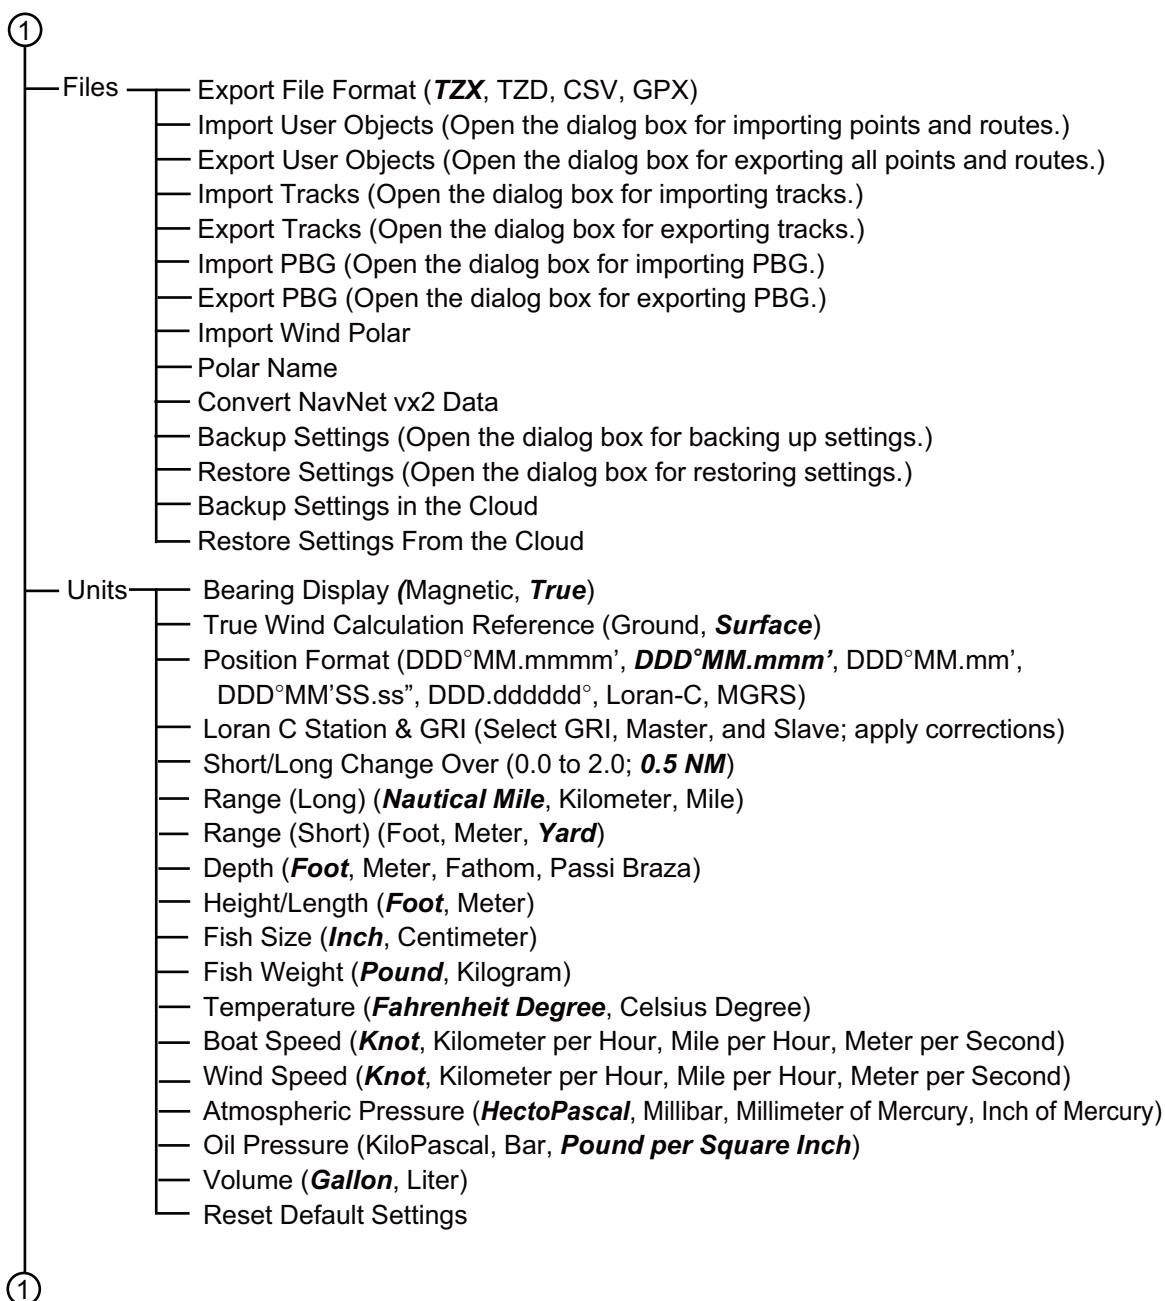 1
Files
Export File Format (TZX, TZD, CSV, GPX)
Import User Objects (Open the dialog box for importing points and routes.)
Export User Objects (Open the dialog box for exporting all points and routes.)
Import Tracks (Open the dialog box for importing tracks.)
Export Tracks (Open the dialog box for exporting tracks.)
Import PBG (Open the dialog box for importing PBG.)
Export PBG (Open the dialog box for exporting PBG.)
Import Wind Polar
Polar Name
Convert NavNet vx2 Data
Backup Settings (Open the dialog box for backing up settings.)
Restore Settings (Open the dialog box for restoring settings.)
Backup Settings in the Cloud
Restore Settings From the Cloud
Units
Bearing Display (Magnetic, True)
True Wind Calculation Reference (Ground, Surface)
Position Format (DDD°MM.mmmm’, DDD°MM.mmm’, DDD°MM.mm’,
DDD°MM’SS.ss”, DDD.dddddd°, Loran-C, MGRS)
Loran C Station & GRI (Select GRI, Master, and Slave; apply corrections)
Short/Long Change Over (0.0 to 2.0; 0.5 NM)
Range (Long) (Nautical Mile, Kilometer, Mile)
Range (Short) (Foot, Meter, Yard)
Depth (Foot, Meter, Fathom, Passi Braza)
Height/Length (Foot, Meter)
Fish Size (Inch, Centimeter)
Fish Weight (Pound, Kilogram)
Temperature (Fahrenheit Degree, Celsius Degree)
Boat Speed (Knot, Kilometer per Hour, Mile per Hour, Meter per Second)
Wind Speed (Knot, Kilometer per Hour, Mile per Hour, Meter per Second)
Atmospheric Pressure (HectoPascal, Millibar, Millimeter of Mercury, Inch of Mercury)
Oil Pressure (KiloPascal, Bar, Pound per Square Inch)
Volume (Gallon, Liter)
Reset Default Settings
1